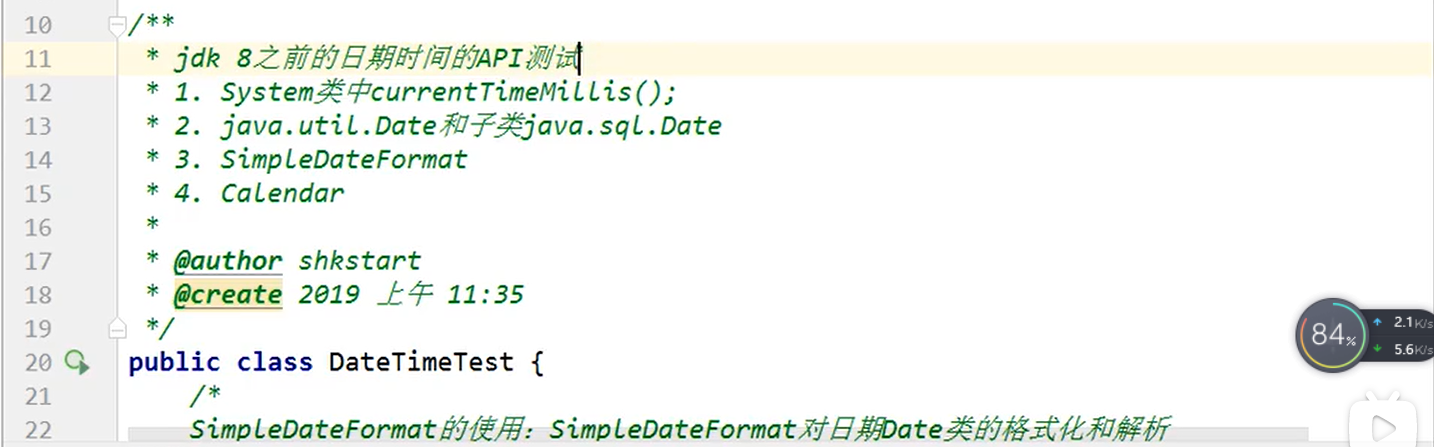 10 /**
11 * jdk 8之前的日期时间的API测试
12 * 1. System类中currentTimeMillis();
13 * 2. java.util.Date和子类java.sql.Date
14 * 3. SimpleDateFormat
15 * 4. Calendar
16 *
17 * @author shkstart
18 * @create 2019 上午 11:35
19 */
20 public class DateTimeTest {
21 /*
22 SimpleDateFormat的使用：SimpleDateFormat对日期Date类的格式化和解析
84%
2.1K/s
5.6K/s